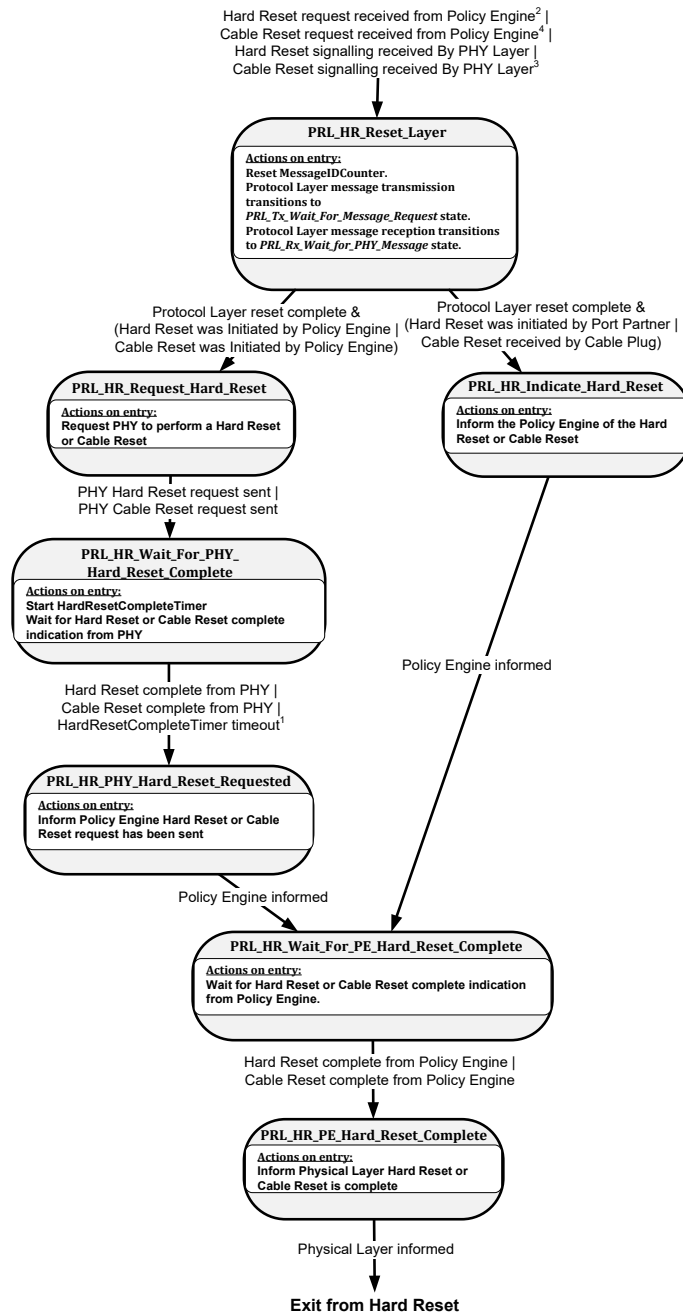 Hard Reset request received from Policy Engine² |
Cable Reset request received from Policy Engine⁴ |
Hard Reset signalling received By PHY Layer |
Cable Reset signalling received By PHY Layer³
PRL_HR_Reset_Layer
Actions on entry:
Reset MessageIDCounter.
Protocol Layer message transmission
transitions to
PRL_Tx_Wait_For_Message_Request state.
Protocol Layer message reception transitions
to PRL_Rx_Wait_for_PHY_Message state.
Protocol Layer reset complete &
(Hard Reset was Initiated by Policy Engine |
Cable Reset was Initiated by Policy Engine)
Protocol Layer reset complete &
(Hard Reset was initiated by Port Partner |
Cable Reset received by Cable Plug)
PRL_HR_Request_Hard_Reset
Actions on entry:
Request PHY to perform a Hard Reset
or Cable Reset
PRL_HR_Indicate_Hard_Reset
Actions on entry:
Inform the Policy Engine of the Hard
Reset or Cable Reset
PHY Hard Reset request sent |
PHY Cable Reset request sent
PRL_HR_Wait_For_PHY_
Hard_Reset_Complete
Actions on entry:
Start HardResetCompleteTimer
Wait for Hard Reset or Cable Reset complete
indication from PHY
Policy Engine informed
Hard Reset complete from PHY |
Cable Reset complete from PHY |
HardResetCompleteTimer timeout¹
PRL_HR_PHY_Hard_Reset_Requested
Actions on entry:
Inform Policy Engine Hard Reset or Cable
Reset request has been sent
Policy Engine informed
PRL_HR_Wait_For_PE_Hard_Reset_Complete
Actions on entry:
Wait for Hard Reset or Cable Reset complete indication
from Policy Engine.
Hard Reset complete from Policy Engine |
Cable Reset complete from Policy Engine
PRL_HR_PE_Hard_Reset_Complete
Actions on entry:
Inform Physical Layer Hard Reset or
Cable Reset is complete
Physical Layer informed
Exit from Hard Reset